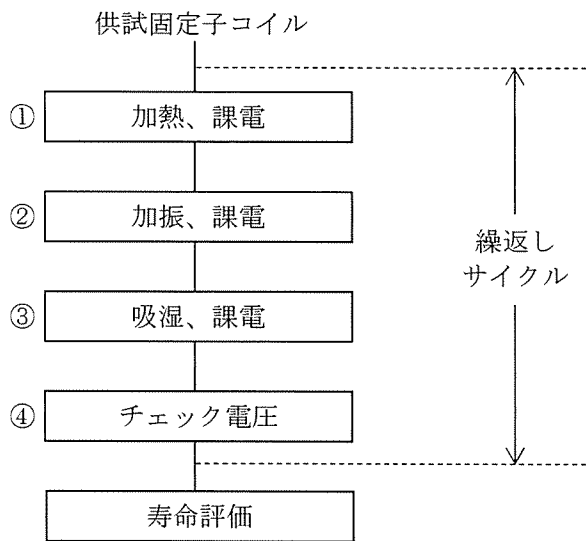 供試固定子コイル
① 加熱、課電
② 加振、課電
③ 吸湿、課電
④ チェック電圧
寿命評価
繰返し
サイクル